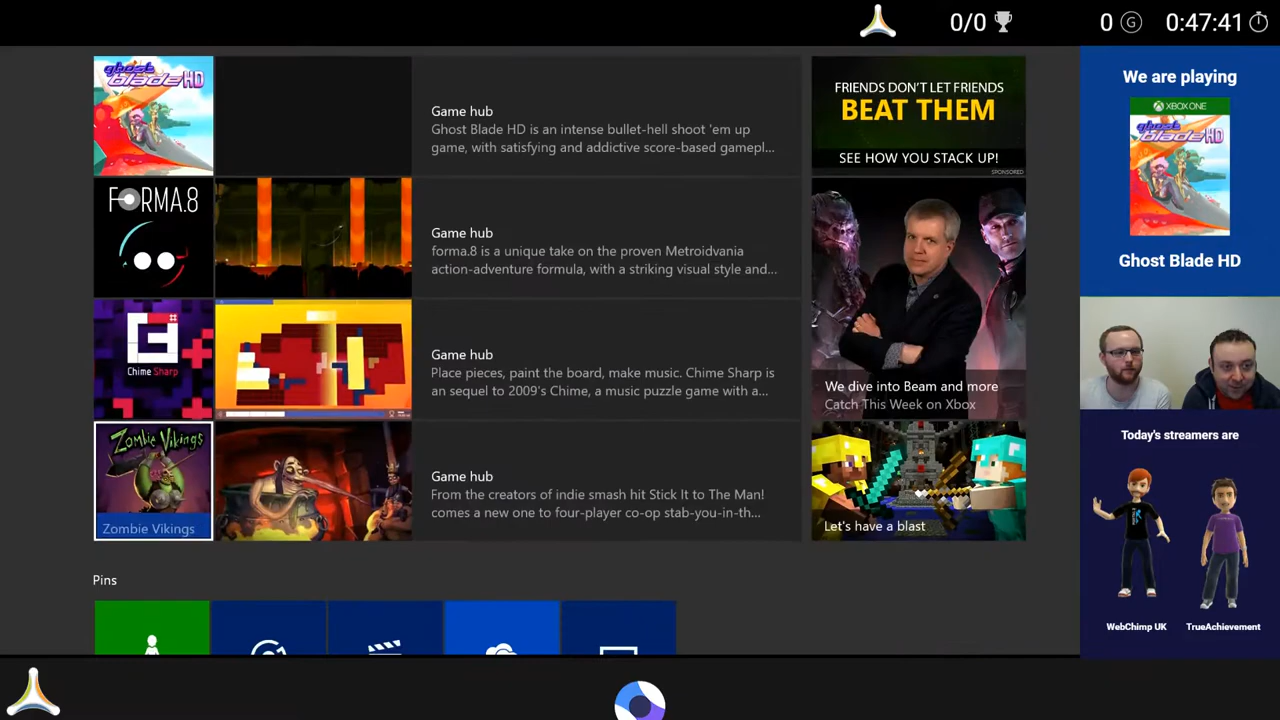 0/0
0 G
0:47:41
ghost blade HD
Game hub
Ghost Blade HD is an intense bullet-hell shoot 'em up
game, with satisfying and addictive score-based gamepl...
FORMA.8
Game hub
forma.8 is a unique take on the proven Metroidvania
action-adventure formula, with a striking visual style and...
Chime Sharp
Game hub
Place pieces, paint the board, make music. Chime Sharp is
an sequel to 2009's Chime, a music puzzle game with a...
Zombie Vikings
Zombie Vikings
Game hub
From the creators of indie smash hit Stick It to The Man!
comes a new one to four-player co-op stab-you-in-th...
FRIENDS DON'T LET FRIENDS
BEAT THEM
SEE HOW YOU STACK UP!
SPONSORED
We dive into Beam and more
Catch This Week on Xbox
Let's have a blast
Pins
We are playing
XBOX ONE
ghost blade HD
Ghost Blade HD
Today's streamers are
WebChimp UK
TrueAchievement